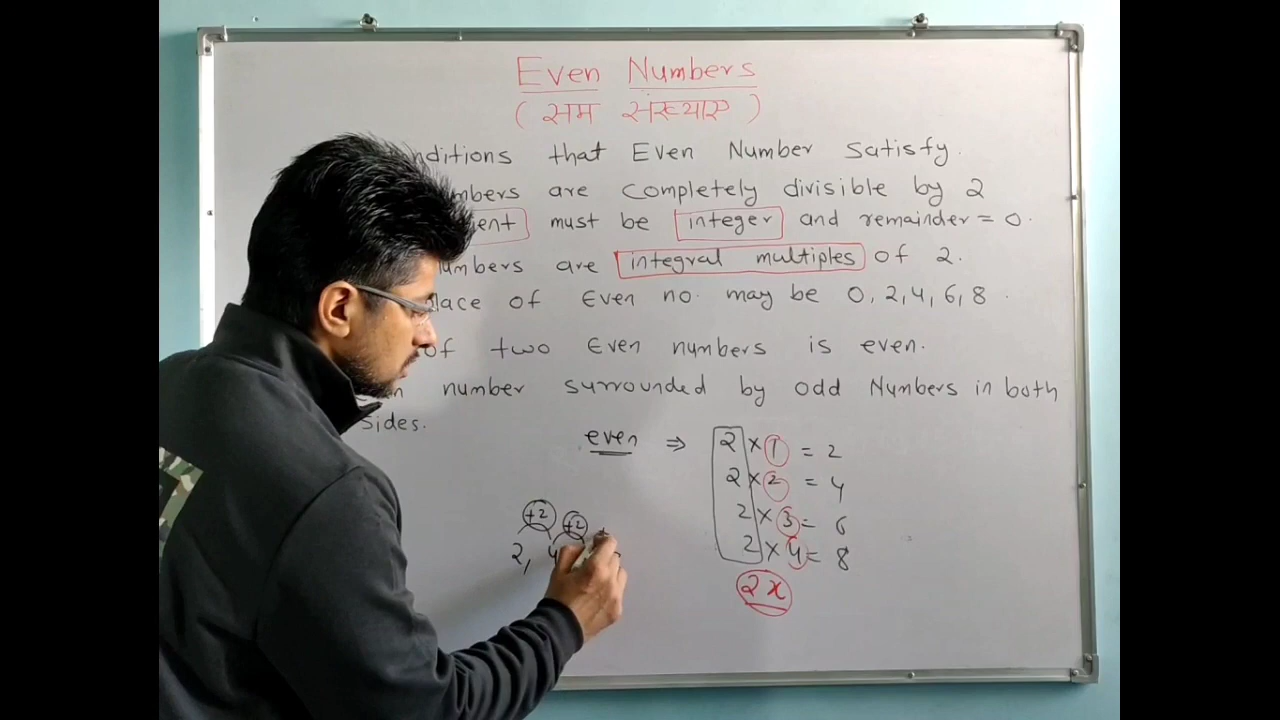 Even Numbers
( सम संख्याए )
nditions that Even Number Satisfy.
mbers are Completely divisible by 2
ent must be integer and remainder = 0.
umbers are integral multiples of 2.
lace of Even no. may be 0, 2, 4, 6, 8
of two Even numbers is even.
number surrounded by odd Numbers in both
sides.
even ⇒ 2 × 1 = 2
2 × 2 = 4
2 × 3 = 6
2 × 4 = 8
2x
+2 +2
2, 4